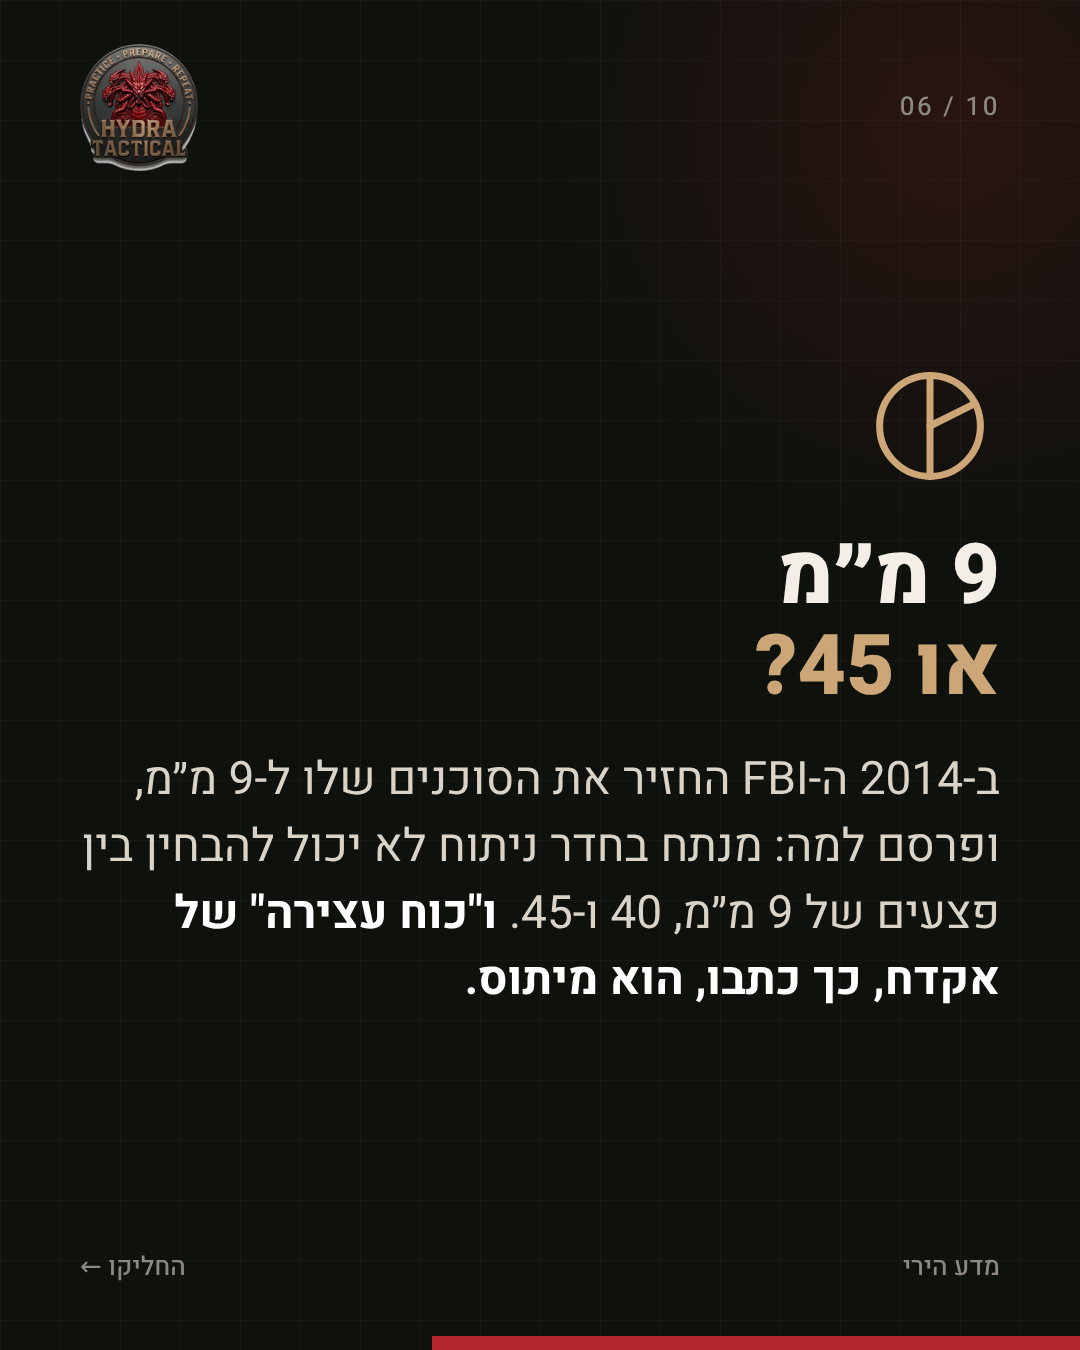 PRACTICE · PREPARE · REPEAT
HYDRA
TACTICAL
06 / 10
9 מ״מ
או 45?
ב-2014 ה-FBI החזיר את הסוכנים שלו ל-9 מ״מ,
ופרסם למה: מנתח בחדר ניתוח לא יכול להבחין בין
פצעים של 9 מ״מ, 40 ו-45. ו"כוח עצירה" של
אקדח, כך כתבו, הוא מיתוס.
מדע הירי
החליקו ←